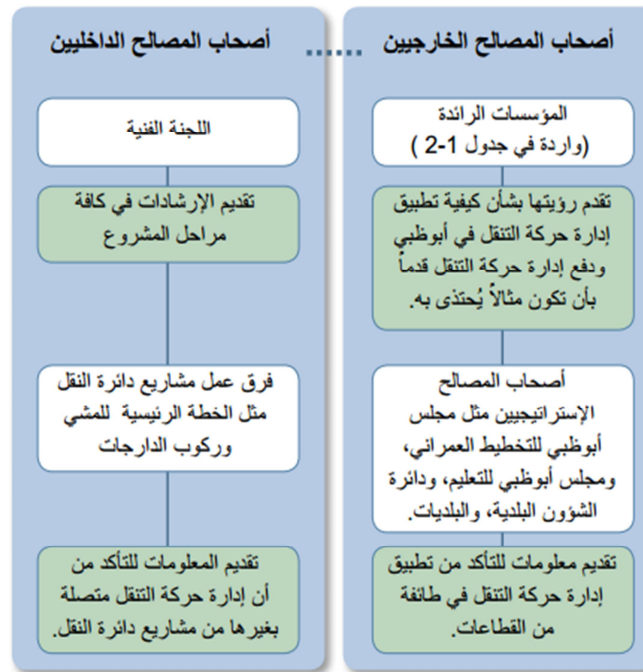 أصحاب المصالح الخارجيين
المؤسسات الرائدة
(واردة في جدول 1-2 )
تقدم رؤيتها بشأن كيفية تطبيق
إدارة حركة التنقل في أبوظبي
ودفع إدارة حركة التنقل قدماً
بأن تكون مثالاً يُحتذى به.
أصحاب المصالح
الإستراتيجيين مثل مجلس
أبوظبي للتخطيط العمراني،
ومجلس أبوظبي للتعليم، ودائرة
الشؤون البلدية، والبلديات.
تقديم معلومات للتأكد من تطبيق
إدارة حركة التنقل في طائفة
من القطاعات.
أصحاب المصالح الداخليين
اللجنة الفنية
تقديم الإرشادات في كافة
مراحل المشروع
فرق عمل مشاريع دائرة النقل
مثل الخطة الرئيسية للمشي
وركوب الدارجات
تقديم المعلومات للتأكد من
أن إدارة حركة التنقل متصلة
بغيرها من مشاريع دائرة النقل.